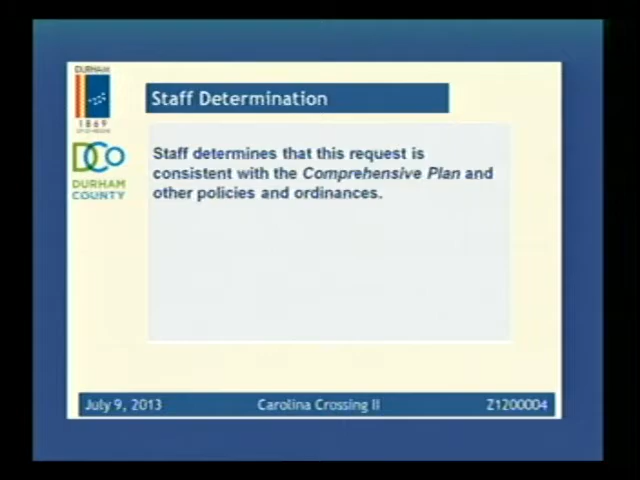 DURHAM
1869
DCO
DURHAM
COUNTY
Staff Determination
Staff determines that this request is
consistent with the Comprehensive Plan and
other policies and ordinances.
July 9, 2013 Carolina Crossing II Z1200004